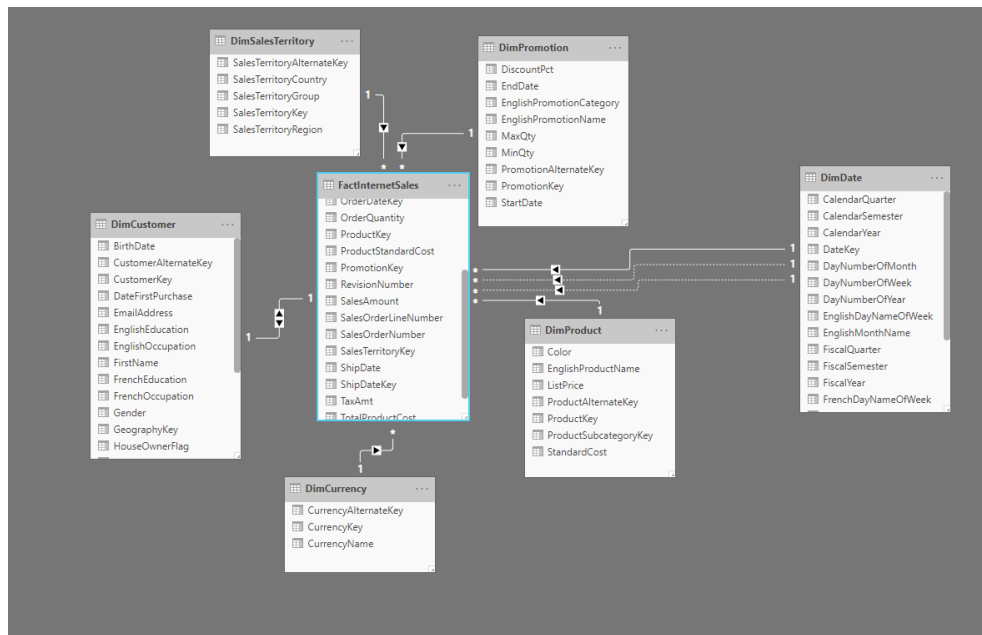 DimSalesTerritory ...
SalesTerritoryAlternateKey
SalesTerritoryCountry
SalesTerritoryGroup
SalesTerritoryKey
SalesTerritoryRegion
1
*
DimPromotion ...
DiscountPct
EndDate
EnglishPromotionCategory
EnglishPromotionName
MaxQty
MinQty
PromotionAlternateKey
PromotionKey
StartDate
1
*
FactInternetSales ...
OrderDateKey
OrderQuantity
ProductKey
ProductStandardCost
PromotionKey
RevisionNumber
SalesAmount
SalesOrderLineNumber
SalesOrderNumber
SalesTerritoryKey
ShipDate
ShipDateKey
TaxAmt
TotalProductCost
DimCustomer ...
BirthDate
CustomerAlternateKey
CustomerKey
DateFirstPurchase
EmailAddress
EnglishEducation
EnglishOccupation
FirstName
FrenchEducation
FrenchOccupation
Gender
GeographyKey
HouseOwnerFlag
1
1
DimDate ...
CalendarQuarter
CalendarSemester
CalendarYear
DateKey
DayNumberOfMonth
DayNumberOfWeek
DayNumberOfYear
EnglishDayNameOfWeek
EnglishMonthName
FiscalQuarter
FiscalSemester
FiscalYear
FrenchDayNameOfWeek
* 1
* 1
* 1
* 1
DimProduct ...
Color
EnglishProductName
ListPrice
ProductAlternateKey
ProductKey
ProductSubcategoryKey
StandardCost
*
1
DimCurrency ...
CurrencyAlternateKey
CurrencyKey
CurrencyName